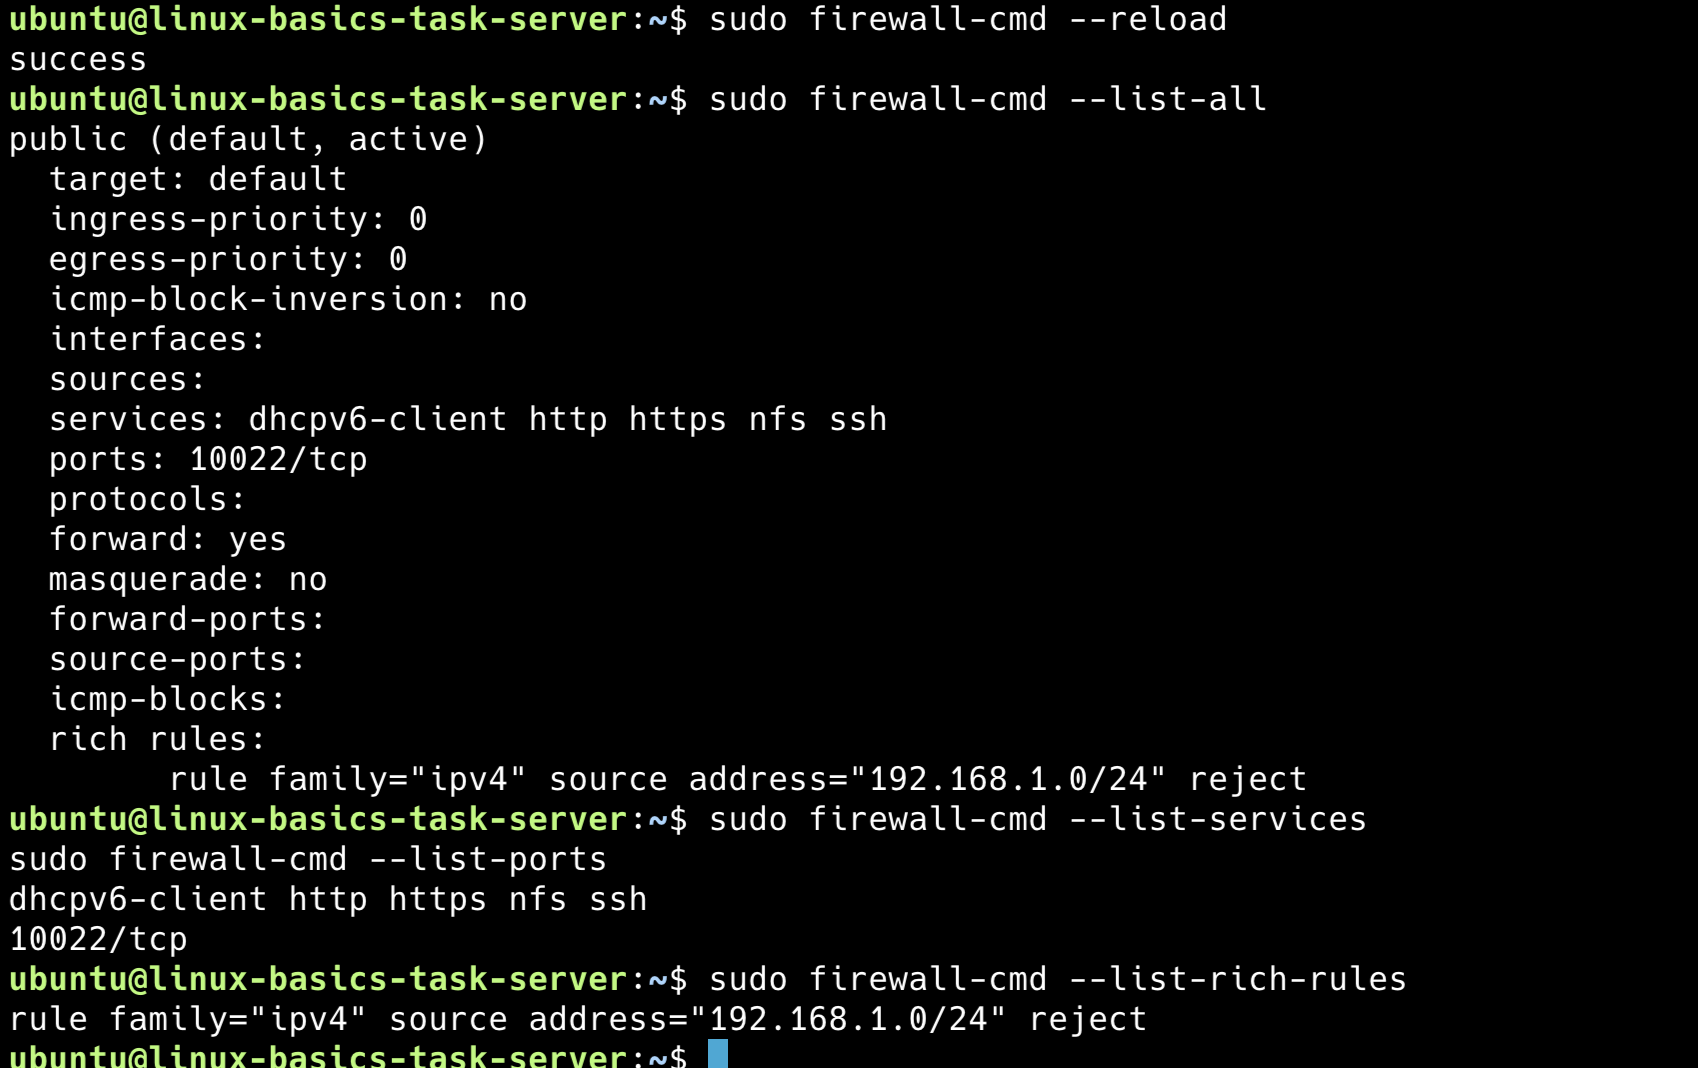 ubuntu@linux-basics-task-server:~$ sudo firewall-cmd --reload
success
ubuntu@linux-basics-task-server:~$ sudo firewall-cmd --list-all
public (default, active)
  target: default
  ingress-priority: 0
  egress-priority: 0
  icmp-block-inversion: no
  interfaces:
  sources:
  services: dhcpv6-client http https nfs ssh
  ports: 10022/tcp
  protocols:
  forward: yes
  masquerade: no
  forward-ports:
  source-ports:
  icmp-blocks:
  rich rules:
        rule family="ipv4" source address="192.168.1.0/24" reject
ubuntu@linux-basics-task-server:~$ sudo firewall-cmd --list-services
sudo firewall-cmd --list-ports
dhcpv6-client http https nfs ssh
10022/tcp
ubuntu@linux-basics-task-server:~$ sudo firewall-cmd --list-rich-rules
rule family="ipv4" source address="192.168.1.0/24" reject
ubuntu@linux-basics-task-server:~$